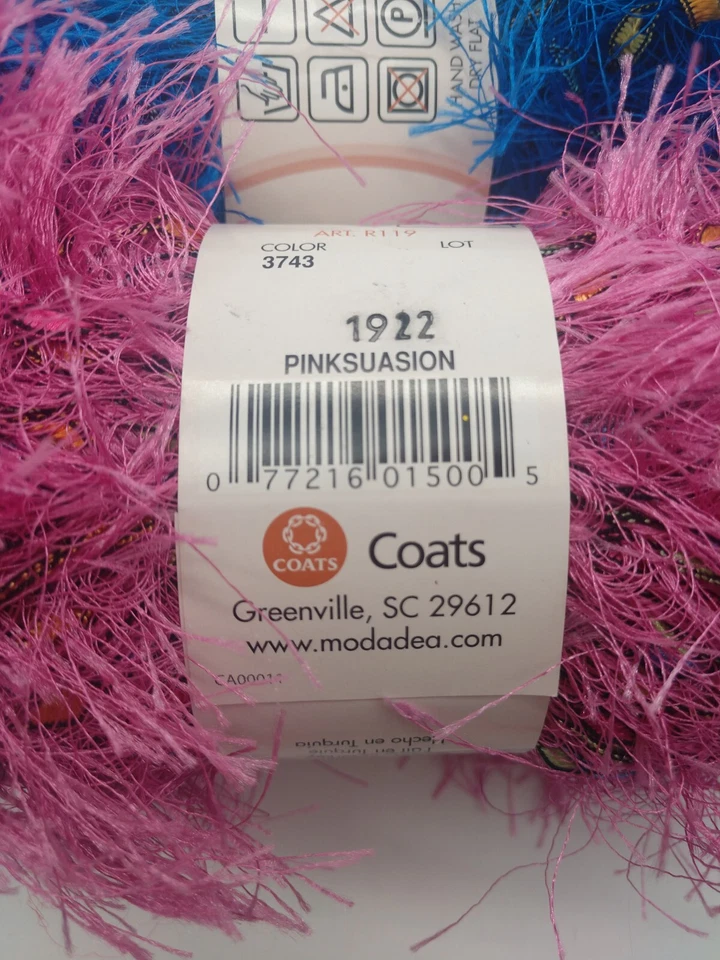 HAND WASH
DRY FLAT
P
ART. R119
COLOR LOT
3743
1922
PINKSUASION
0 77216 01500 5
COATS Coats
Greenville, SC 29612
www.modadea.com
Hecho en Turquia